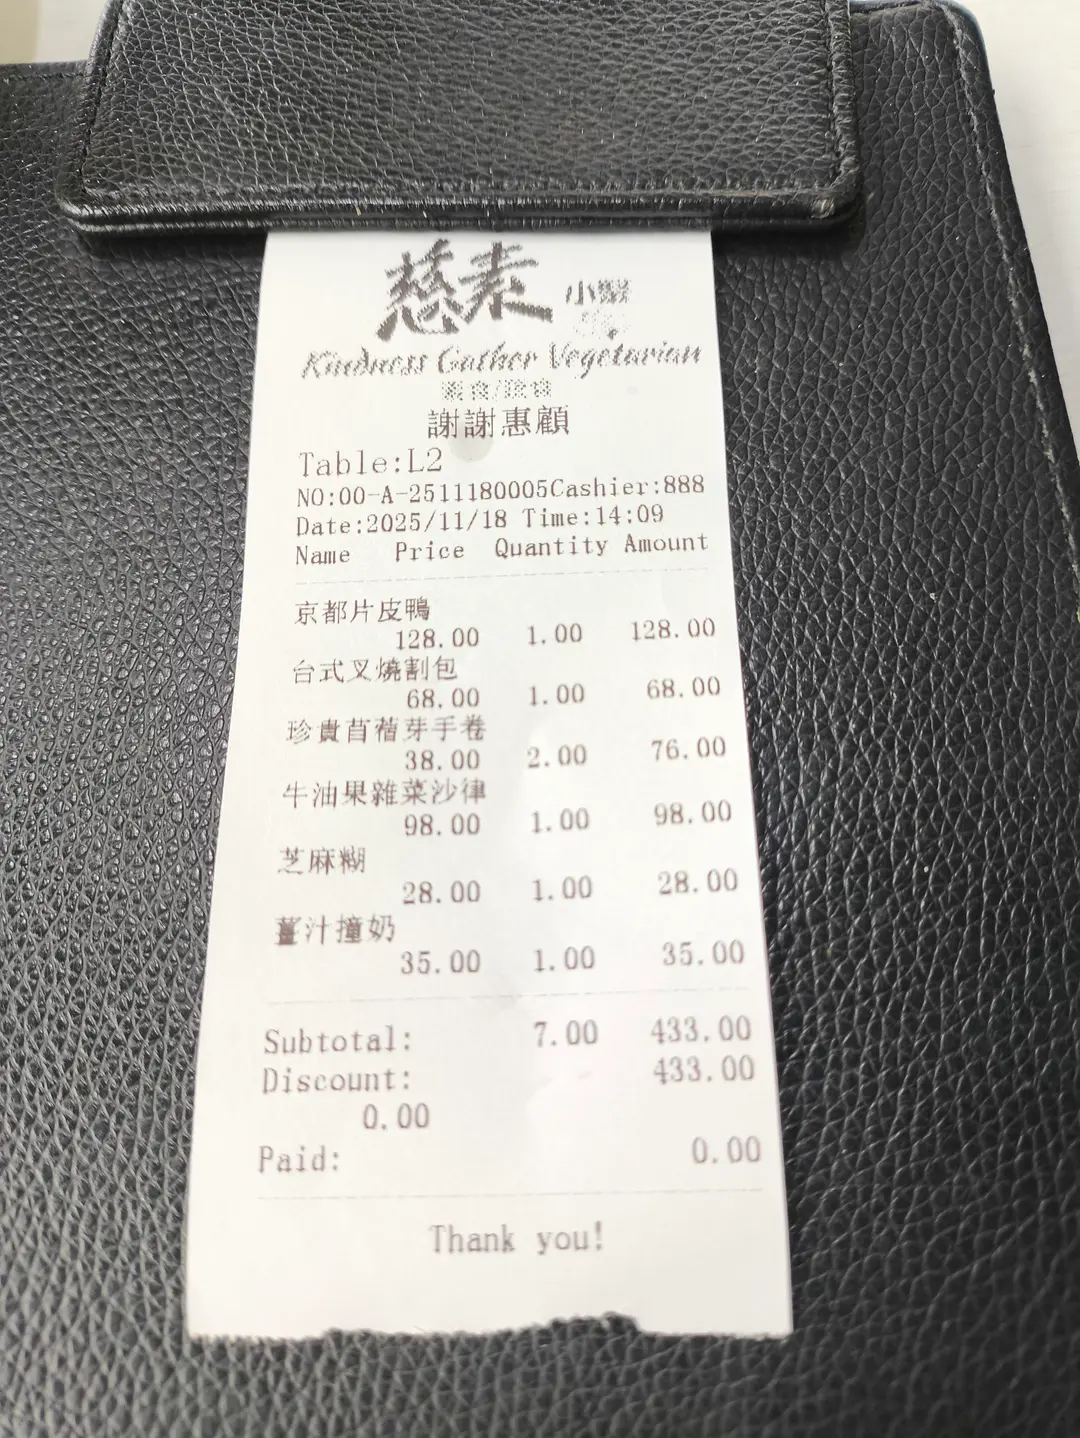 慈素 小聚
Kindness Gather Vegetarian
素食/
謝謝惠顧
Table:L2
NO:00-A-2511180005Cashier:888
Date:2025/11/18 Time:14:09
Name Price Quantity Amount
京都片皮鴨
128.00 1.00 128.00
台式叉燒割包
68.00 1.00 68.00
珍貴苜蓿芽手卷
38.00 2.00 76.00
牛油果雜菜沙律
98.00 1.00 98.00
芝麻糊
28.00 1.00 28.00
薑汁撞奶
35.00 1.00 35.00
Subtotal: 7.00 433.00
Discount: 433.00
0.00
Paid: 0.00
Thank you!